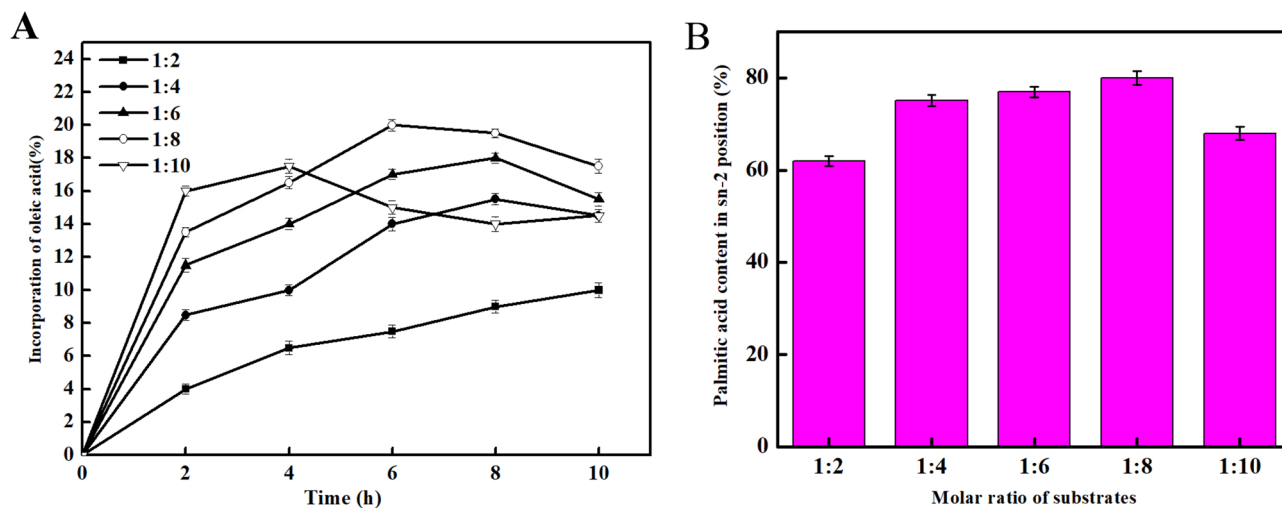 A
Incorporation of oleic acid(%)
24
22
20
18
16
14
12
10
8
6
4
2
0
1:2
1:4
1:6
1:8
1:10
0 2 4 6 8 10
Time (h)
B
Palmitic acid content in sn-2 position (%)
80
60
40
20
0
1:2 1:4 1:6 1:8 1:10
Molar ratio of substrates